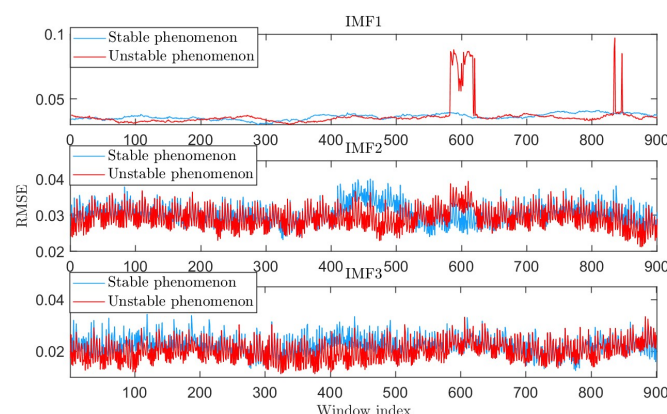 IMF1
0.1
0.05
Stable phenomenon
Unstable phenomenon
0 100 200 300 400 500 600 700 800 900
IMF2
RMSE
0.04
0.03
0.02
Stable phenomenon
Unstable phenomenon
0 100 200 300 400 500 600 700 800 900
IMF3
0.04
0.02
Stable phenomenon
Unstable phenomenon
100 200 300 400 500 600 700 800 900
Window index